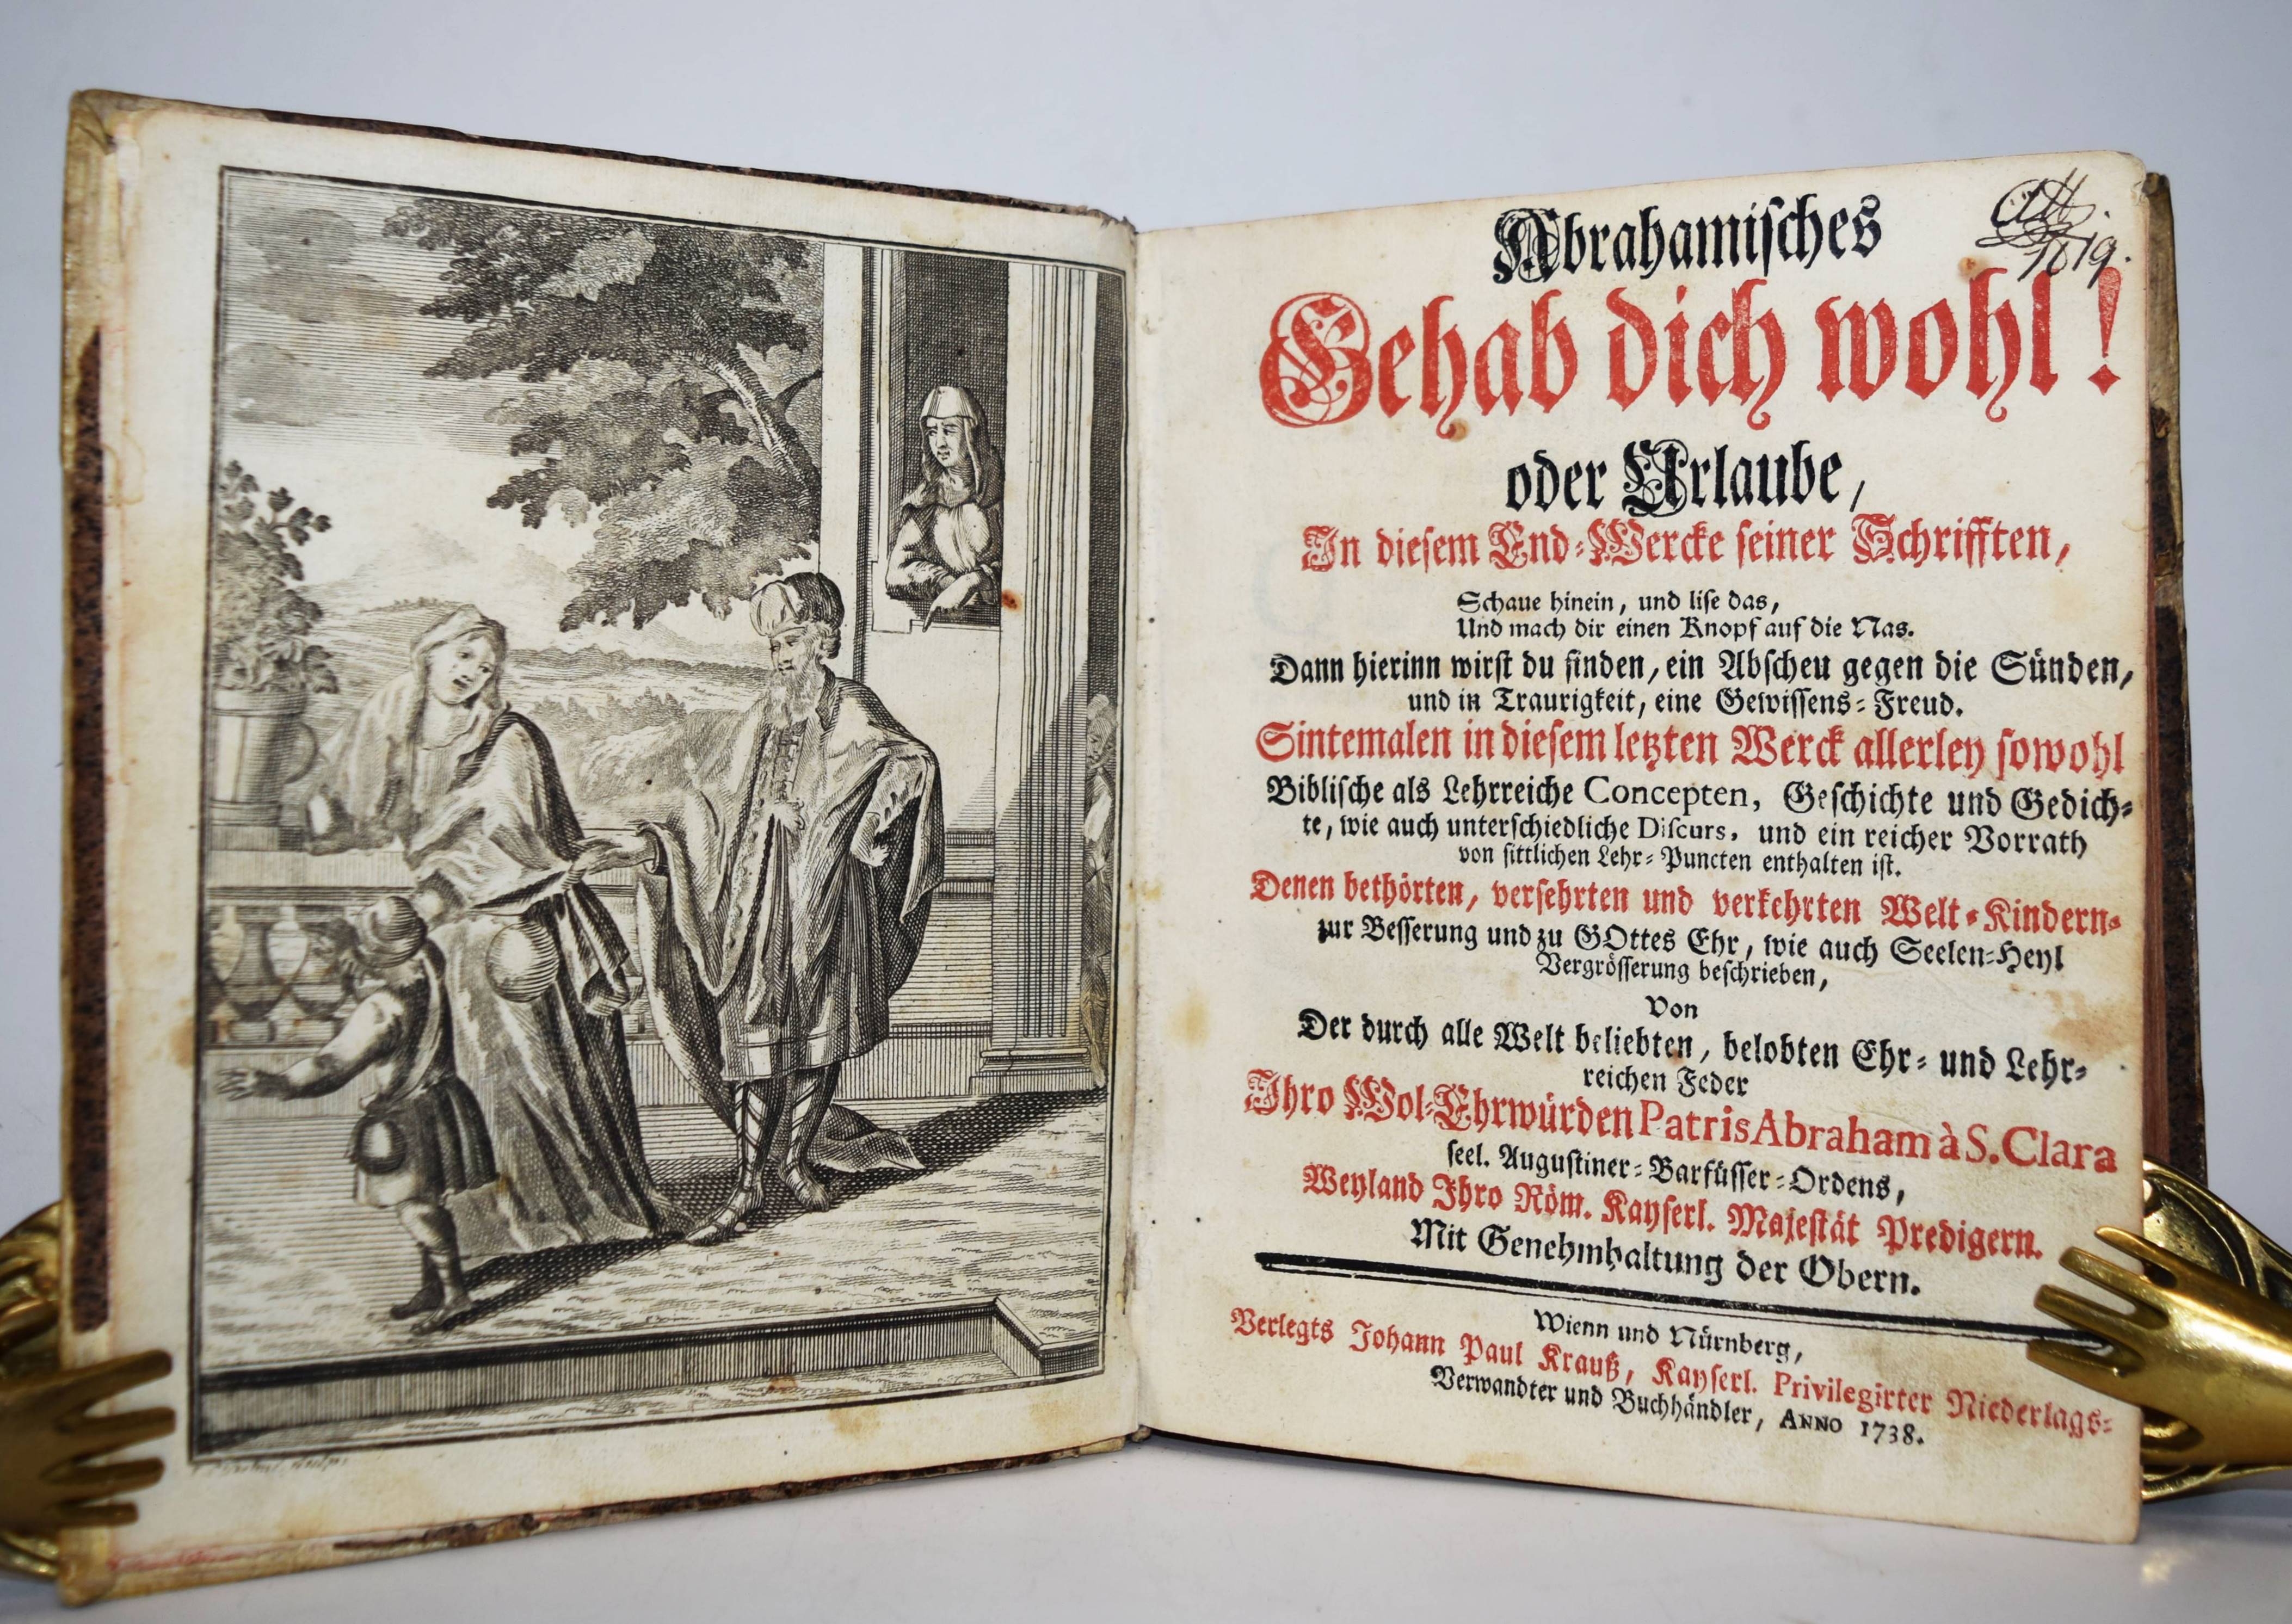 Abrahamisches
Gehab dich wohl!
oder Urlaube,
In diesem End-Wercke seiner Schrifften,
Schaue hinein, und lise das,
Und mach dir einen Knopf auf die Nas.
Dann hierinn wirst du finden, ein Abscheu gegen die Sünden,
und in Traurigkeit, eine Gewissens-Freud.
Sintemalen in diesem letzten Werck allerley sowohl
Biblische als Lehrreiche Concepten, Geschichte und Gedich-
te, wie auch unterschiedliche Discurs, und ein reicher Vorrath
von sittlichen Lehr-Puncten enthalten ist.
Denen bethörten, versehrten und verkehrten Welt-Kindern-
zur Besserung und zu GOttes Ehr, wie auch Seelen-Heyl
Vergrösserung beschrieben,
Von
Der durch alle Welt beliebten, belobten Ehr- und Lehr-
reichen Feder
Ihro Wol-Ehrwürden Patris Abraham à S. Clara
seel. Augustiner-Barfüsser-Ordens,
Weyland Ihro Röm. Kayserl. Majestät Predigern.
Mit Genehmhaltung der Obern.
Wienn und Nürnberg,
Verlegts Johann Paul Krauß, Kayserl. Privilegirter Niederlags-
Verwandter und Buchhändler, ANNO 1738.